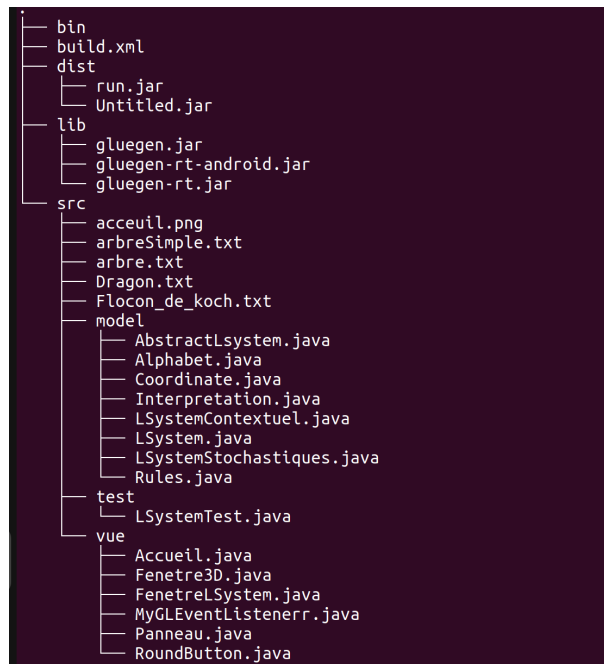 .
├── bin
├── build.xml
├── dist
│   ├── run.jar
│   └── Untitled.jar
├── lib
│   ├── gluegen.jar
│   ├── gluegen-rt-android.jar
│   └── gluegen-rt.jar
└── src
    ├── acceuil.png
    ├── arbreSimple.txt
    ├── arbre.txt
    ├── Dragon.txt
    ├── Flocon_de_koch.txt
    ├── model
    │   ├── AbstractLsystem.java
    │   ├── Alphabet.java
    │   ├── Coordinate.java
    │   ├── Interpretation.java
    │   ├── LSystemContextuel.java
    │   ├── LSystem.java
    │   ├── LSystemStochastiques.java
    │   └── Rules.java
    ├── test
    │   └── LSystemTest.java
    └── vue
        ├── Accueil.java
        ├── Fenetre3D.java
        ├── FenetreLSystem.java
        ├── MyGLEventListenerr.java
        ├── Panneau.java
        └── RoundButton.java